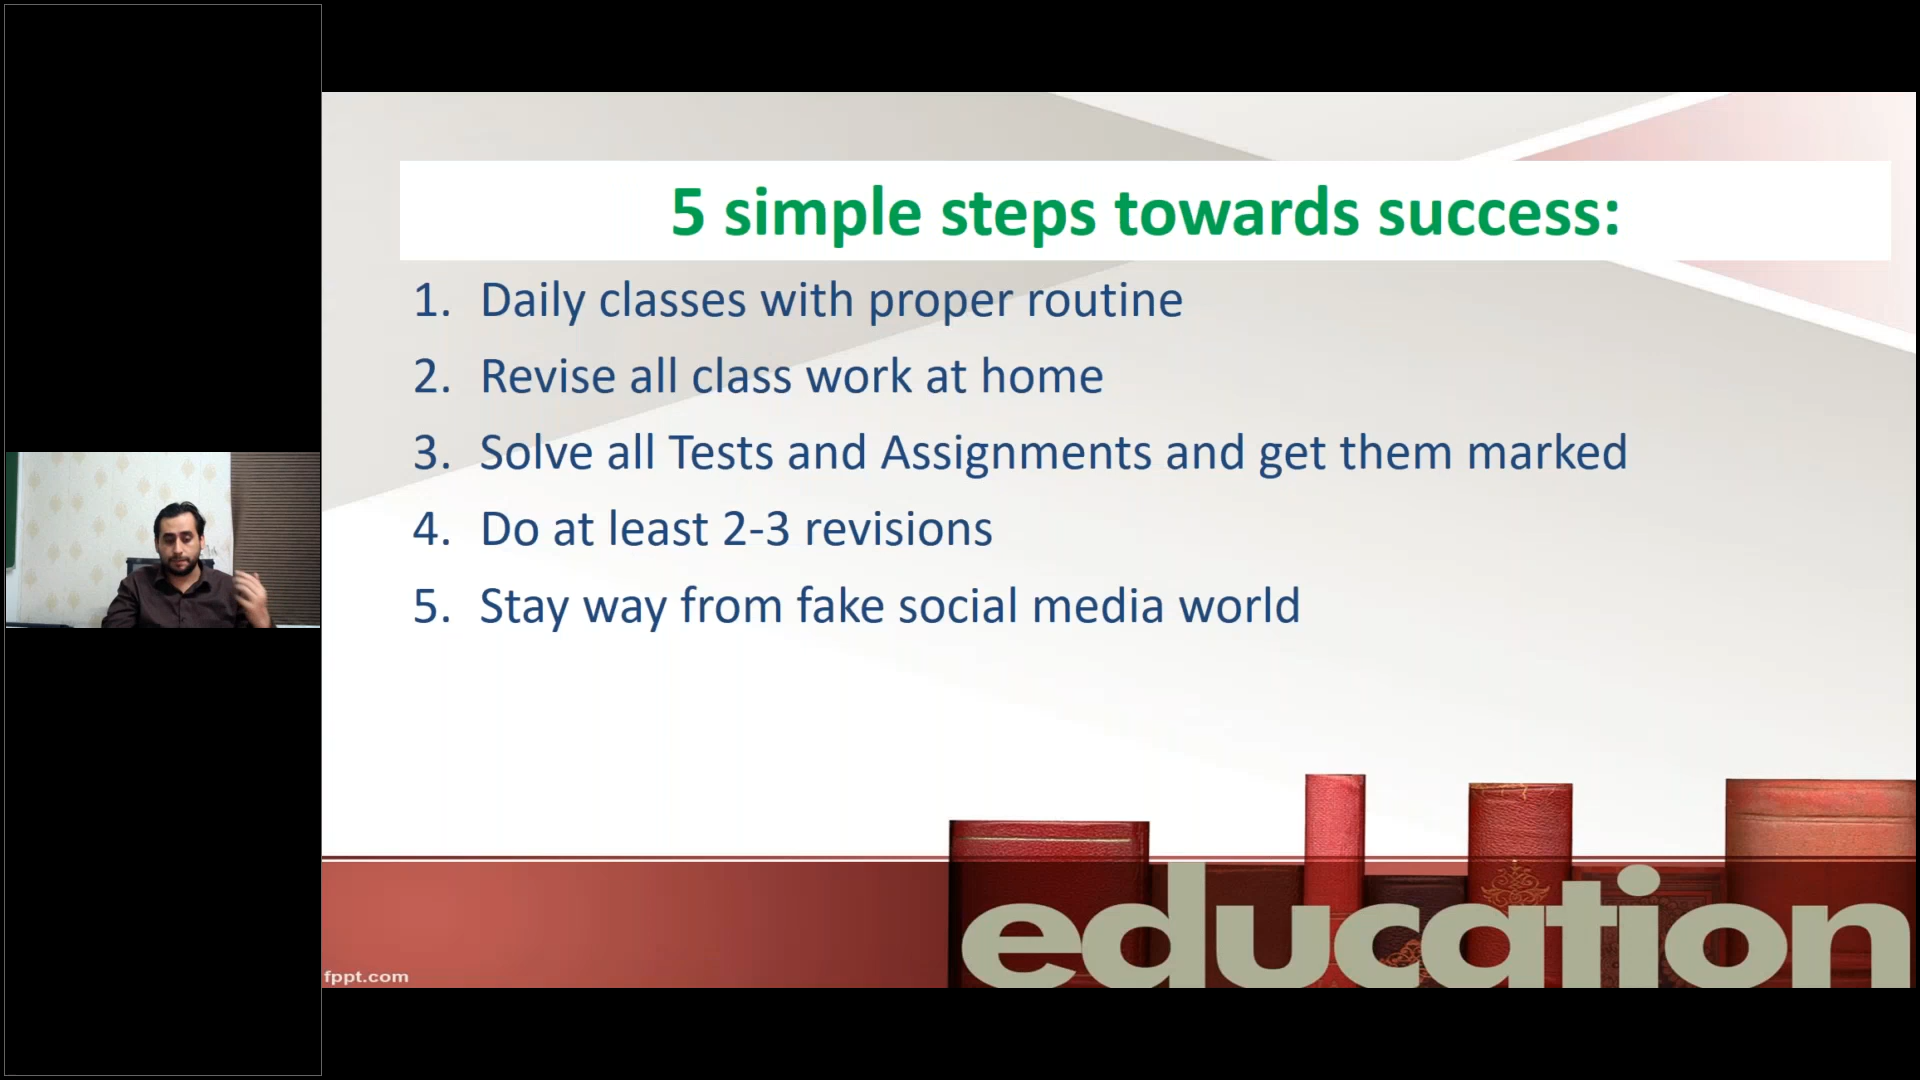 5 simple steps towards success:
1. Daily classes with proper routine
2. Revise all class work at home
3. Solve all Tests and Assignments and get them marked
4. Do at least 2-3 revisions
5. Stay way from fake social media world
education
fppt.com